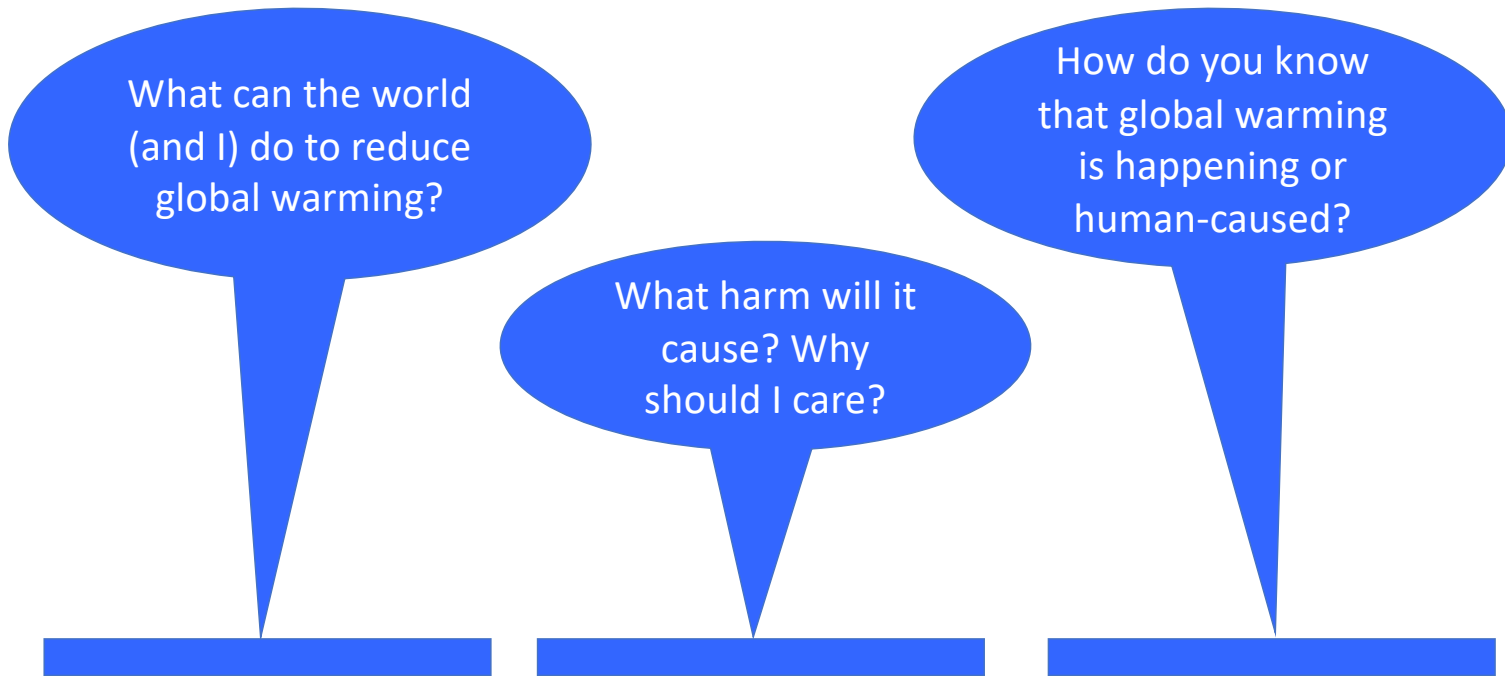 What can the world
(and I) do to reduce
global warming?
What harm will it
cause? Why
should I care?
How do you know
that global warming
is happening or
human-caused?